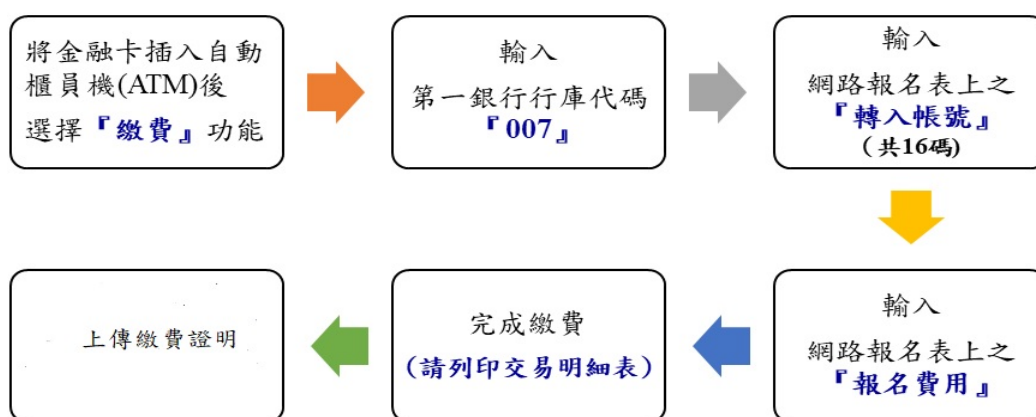 將金融卡插入自動
櫃員機(ATM)後
選擇『繳費』功能
輸入
第一銀行行庫代碼
『007』
輸入
網路報名表上之
『轉入帳號』
(共16碼)
輸入
網路報名表上之
『報名費用』
完成繳費
(請列印交易明細表)
上傳繳費證明